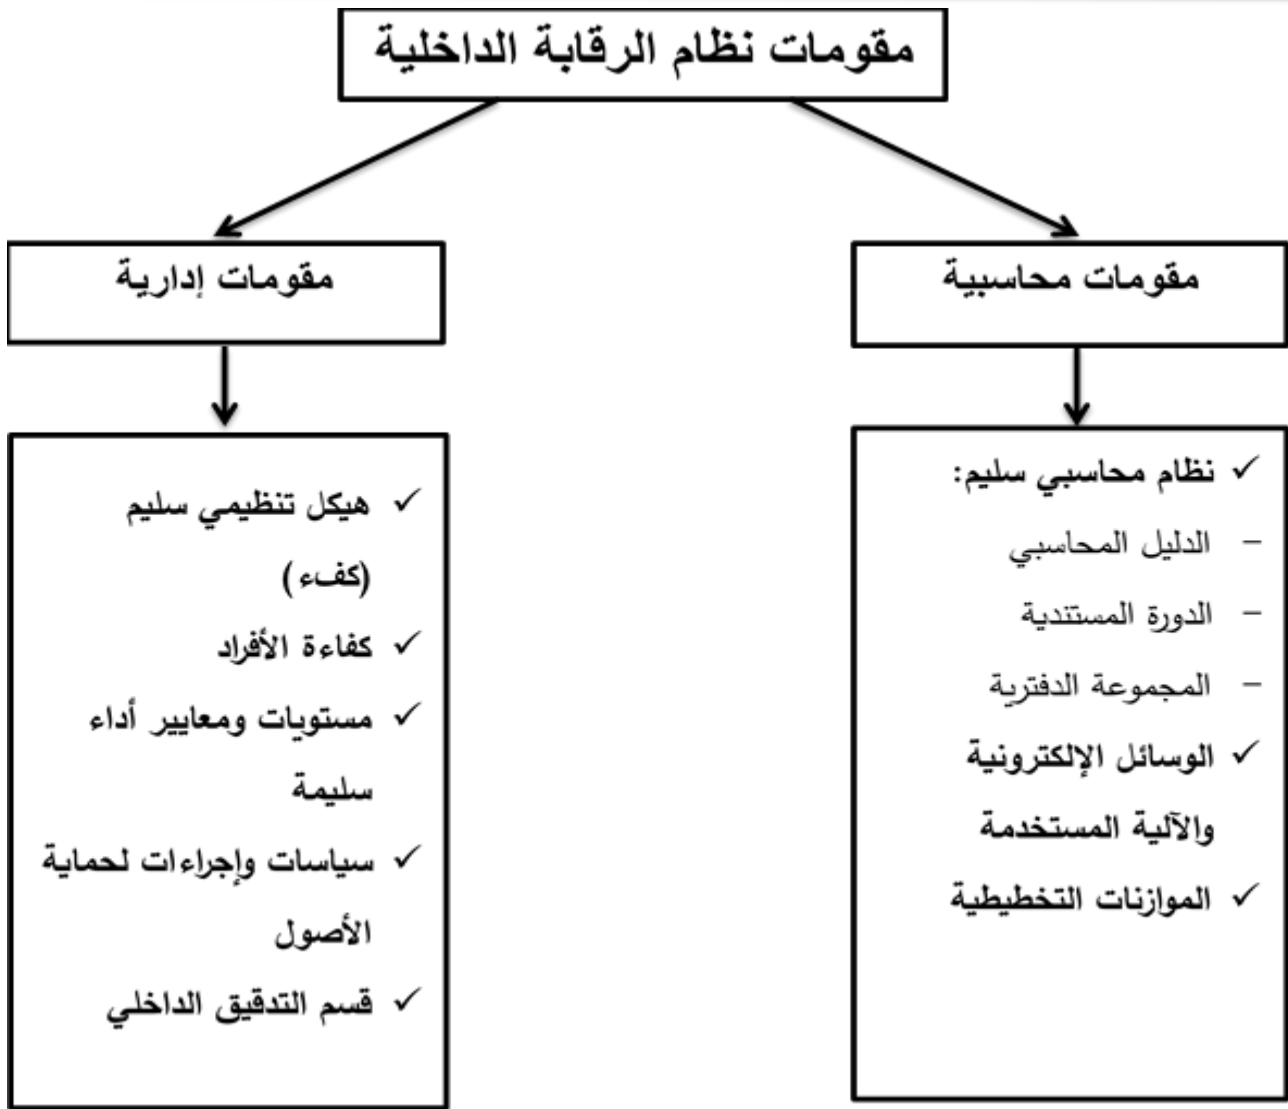 مقومات نظام الرقابة الداخلية
مقومات محاسبية
مقومات إدارية
✓ نظام محاسبي سليم:
– الدليل المحاسبي
– الدورة المستندية
– المجموعة الدفترية
✓ الوسائل الإلكترونية
والآلية المستخدمة
✓ الموازنات التخطيطية
✓ هيكل تنظيمي سليم
(كفء)
✓ كفاءة الأفراد
✓ مستويات ومعايير أداء
سليمة
✓ سياسات وإجراءات لحماية
الأصول
✓ قسم التدقيق الداخلي